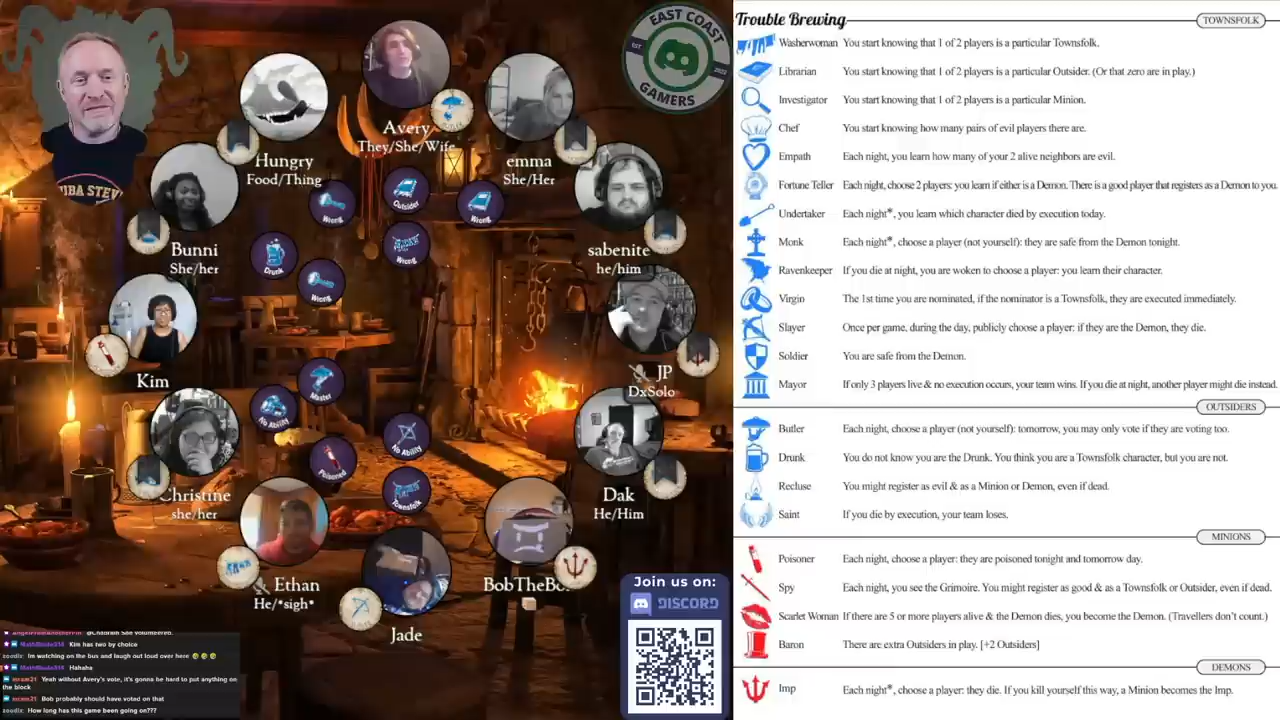 EAST COAST
EST
2022
GAMERS
IBA STEV
Hungry
Food/Thing
Avery
They/She/Wife
emma
She/Her
Bunni
She/her
sabenite
he/him
Kim
JP
DxSolo
Christine
she/her
Dak
He/Him
Ethan
He/*sigh*
Jade
BobTheBo
Wrong
Outsider
Wrong
Drunk
Wrong
Wrong
Master
No Ability
Poisoned
No Ability
Townsfolk
Join us on:
DISCORD
Kim has two by choice
Im watching on the bus and laugh out loud over here
Hahaha
Yeah without Avery's vote, it's gonna be hard to put anything on
the block
Bob probably should have voted on that
How long has this game been going on???
Trouble Brewing
TOWNSFOLK
Washerwoman You start knowing that 1 of 2 players is a particular Townsfolk.
Librarian You start knowing that 1 of 2 players is a particular Outsider. (Or that zero are in play.)
Investigator You start knowing that 1 of 2 players is a particular Minion.
Chef You start knowing how many pairs of evil players there are.
Empath Each night, you learn how many of your 2 alive neighbors are evil.
Fortune Teller Each night, choose 2 players: you learn if either is a Demon. There is a good player that registers as a Demon to you.
Undertaker Each night*, you learn which character died by execution today.
Monk Each night*, choose a player (not yourself): they are safe from the Demon tonight.
Ravenkeeper If you die at night, you are woken to choose a player: you learn their character.
Virgin The 1st time you are nominated, if the nominator is a Townsfolk, they are executed immediately.
Slayer Once per game, during the day, publicly choose a player: if they are the Demon, they die.
Soldier You are safe from the Demon.
Mayor If only 3 players live & no execution occurs, your team wins. If you die at night, another player might die instead.
OUTSIDERS
Butler Each night, choose a player (not yourself): tomorrow, you may only vote if they are voting too.
Drunk You do not know you are the Drunk. You think you are a Townsfolk character, but you are not.
Recluse You might register as evil & as a Minion or Demon, even if dead.
Saint If you die by execution, your team loses.
MINIONS
Poisoner Each night, choose a player: they are poisoned tonight and tomorrow day.
Spy Each night, you see the Grimoire. You might register as good & as a Townsfolk or Outsider, even if dead.
Scarlet Woman If there are 5 or more players alive & the Demon dies, you become the Demon. (Travellers don't count.)
Baron There are extra Outsiders in play. [+2 Outsiders]
DEMONS
Imp Each night*, choose a player: they die. If you kill yourself this way, a Minion becomes the Imp.